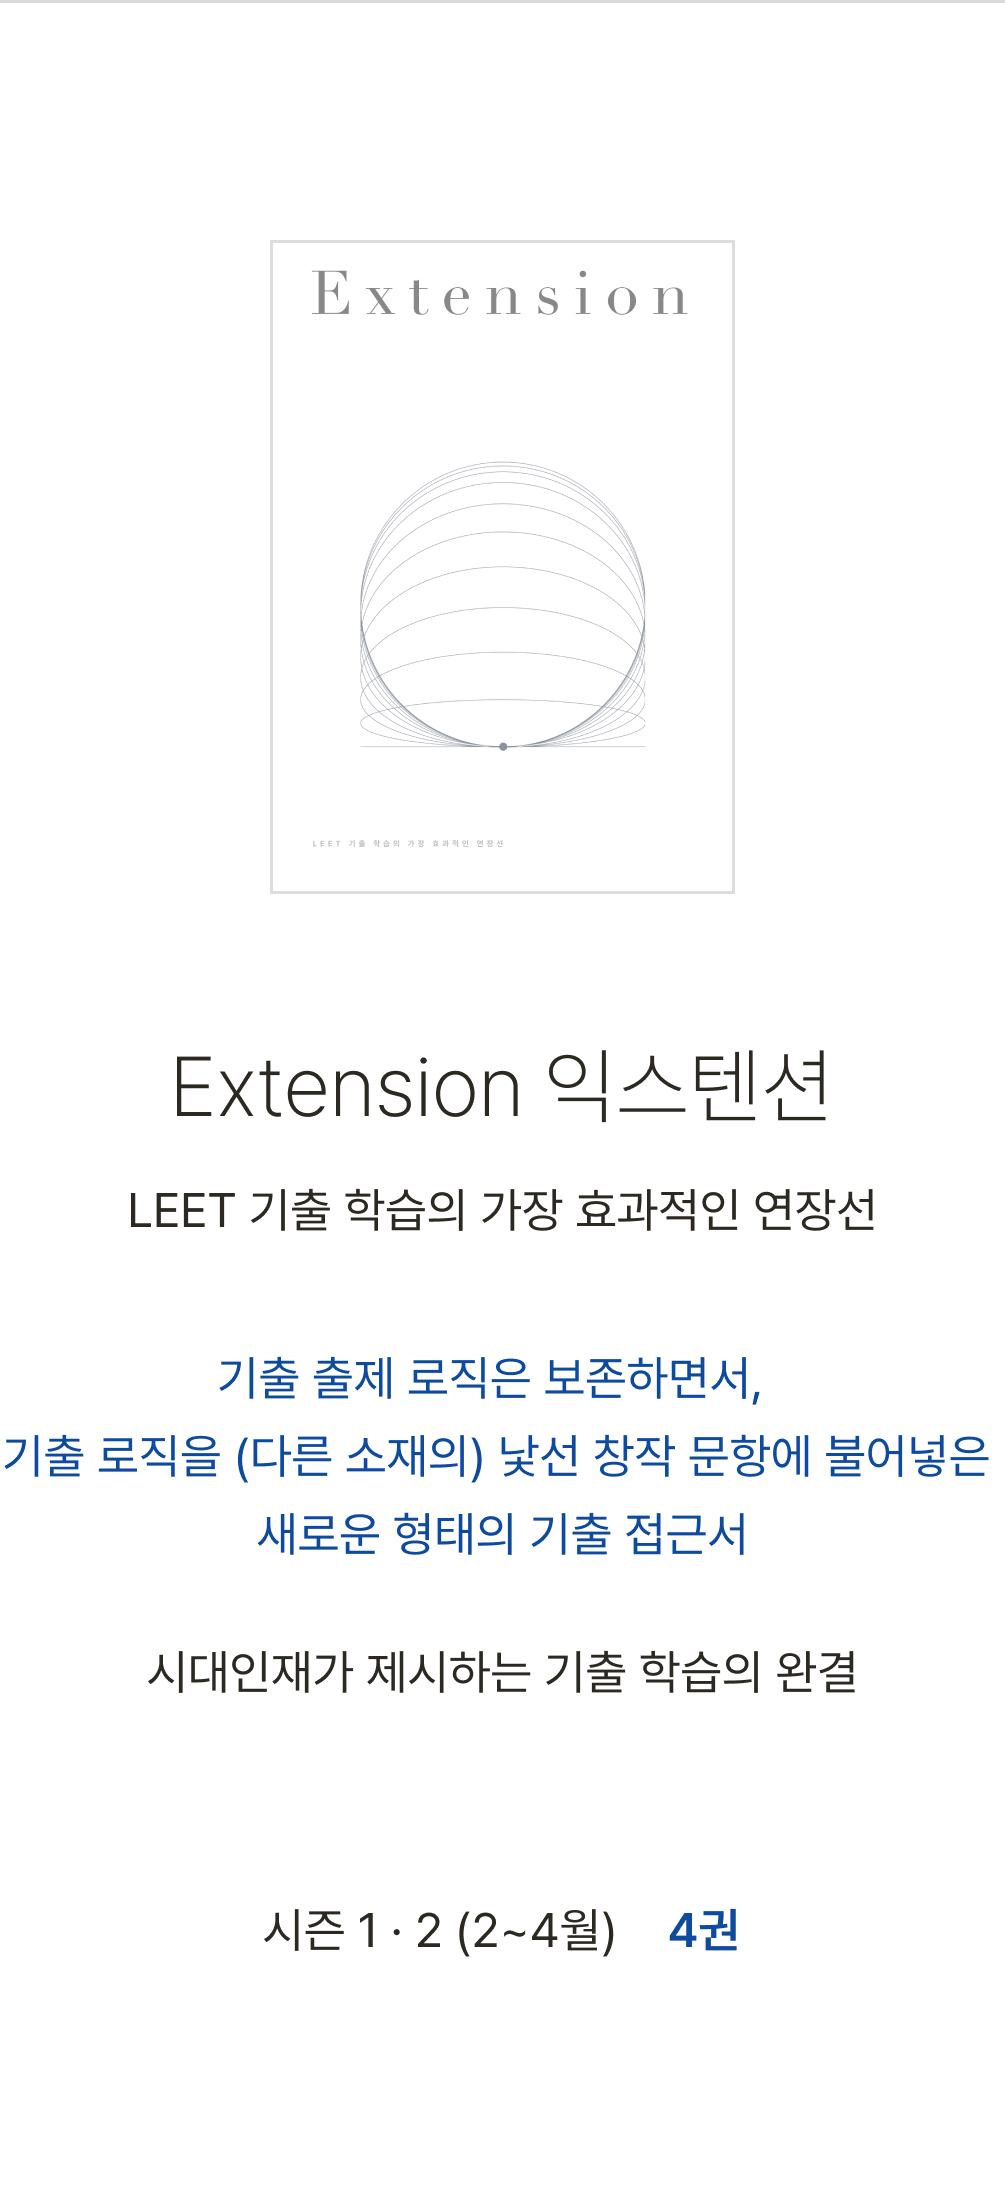 Extension
LEET 기출 학습의 가장 효과적인 연장선
Extension 익스텐션
LEET 기출 학습의 가장 효과적인 연장선
기출 출제 로직은 보존하면서,
기출 로직을 (다른 소재의) 낯선 창작 문항에 불어넣은
새로운 형태의 기출 접근서
시대인재가 제시하는 기출 학습의 완결
시즌 1 · 2 (2~4월) 4권